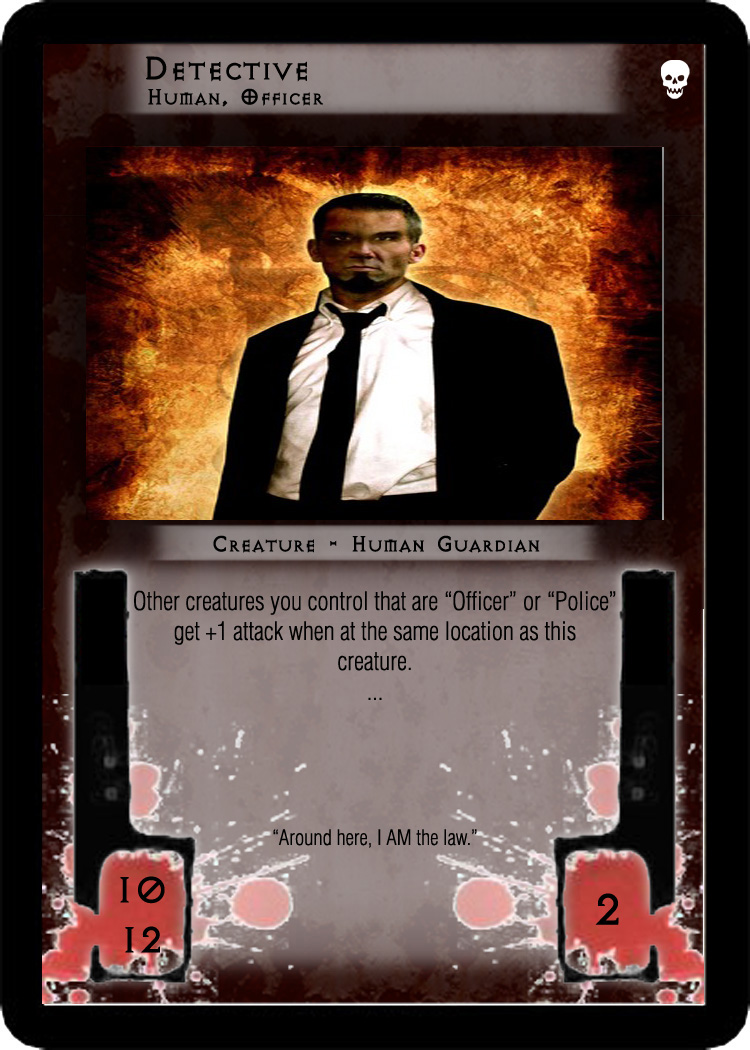 Detective
Human, Officer
Creature - Human Guardian
Other creatures you control that are “Officer” or “Police”
get +1 attack when at the same location as this
creature.
...
“Around here, I AM the law.”
10
12
2